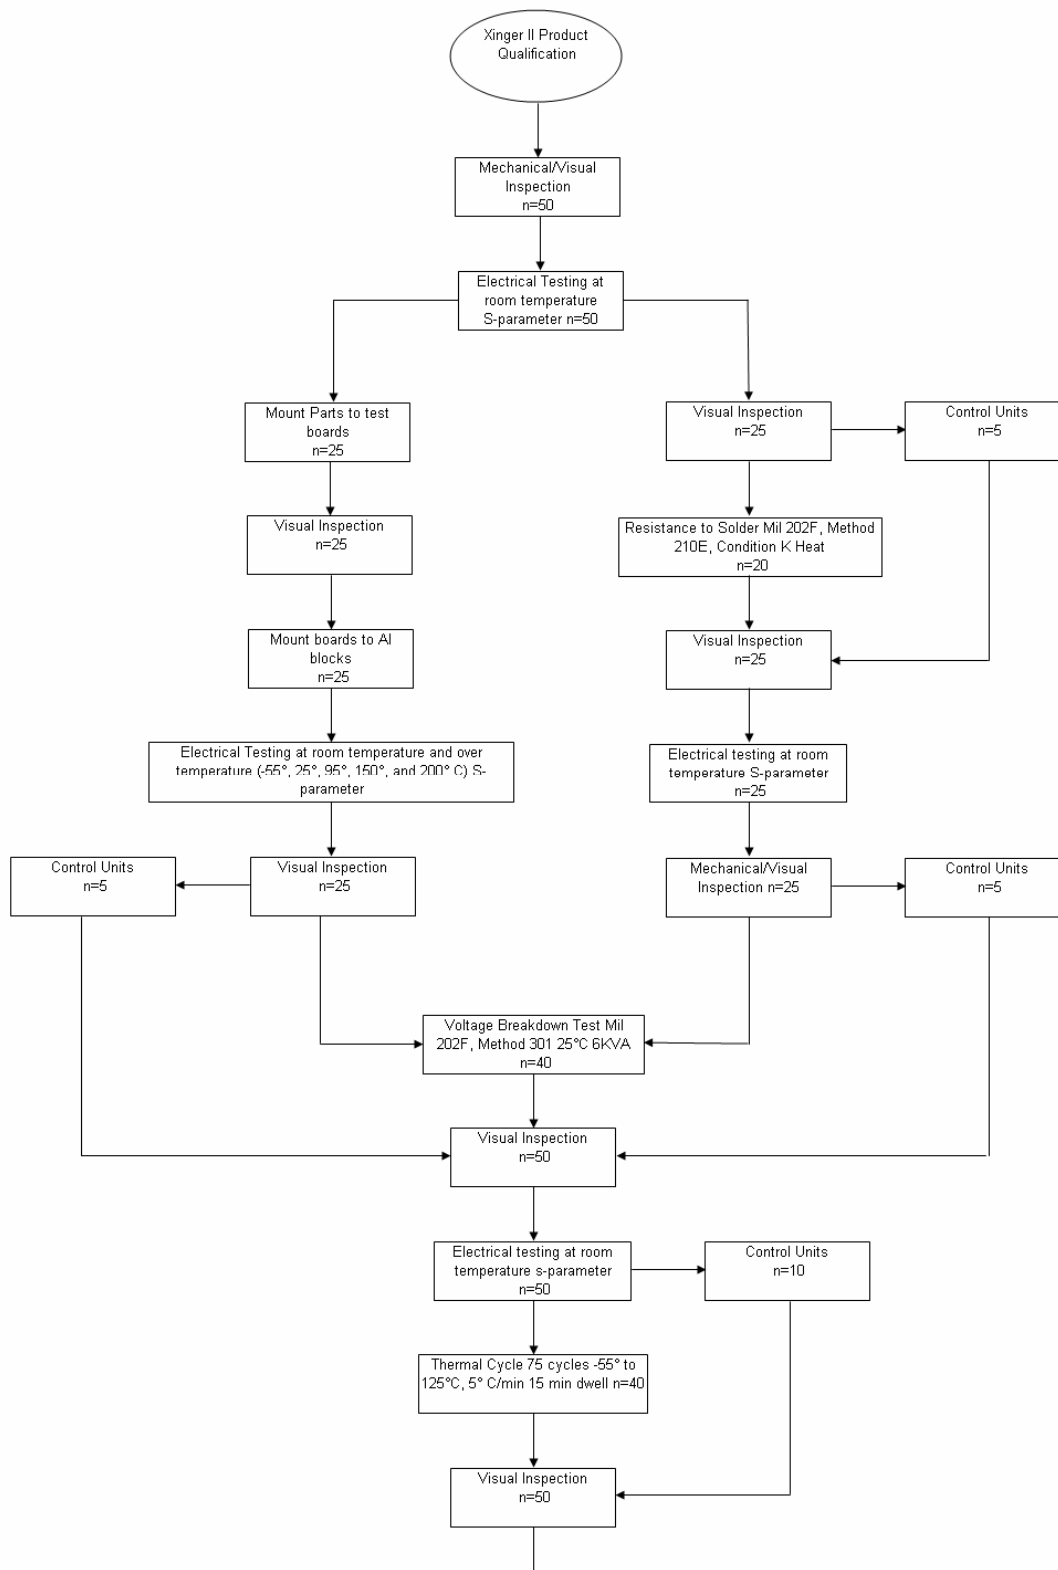 Xinger II Product
Qualification
Mechanical/Visual
Inspection
n=50
Electrical Testing at
room temperature
S-parameter n=50
Mount Parts to test
boards
n=25
Visual Inspection
n=25
Control Units
n=5
Visual Inspection
n=25
Resistance to Solder Mil 202F, Method
210E, Condition K Heat
n=20
Mount boards to Al
blocks
n=25
Visual Inspection
n=25
Electrical Testing at room temperature and over
temperature (-55°, 25°, 95°, 150°, and 200° C) S-
parameter
Electrical testing at room
temperature S-parameter
n=25
Control Units
n=5
Visual Inspection
n=25
Mechanical/Visual
Inspection n=25
Control Units
n=5
Voltage Breakdown Test Mil
202F, Method 301 25°C 6KVA
n=40
Visual Inspection
n=50
Electrical testing at room
temperature s-parameter
n=50
Control Units
n=10
Thermal Cycle 75 cycles -55° to
125°C, 5° C/min 15 min dwell n=40
Visual Inspection
n=50